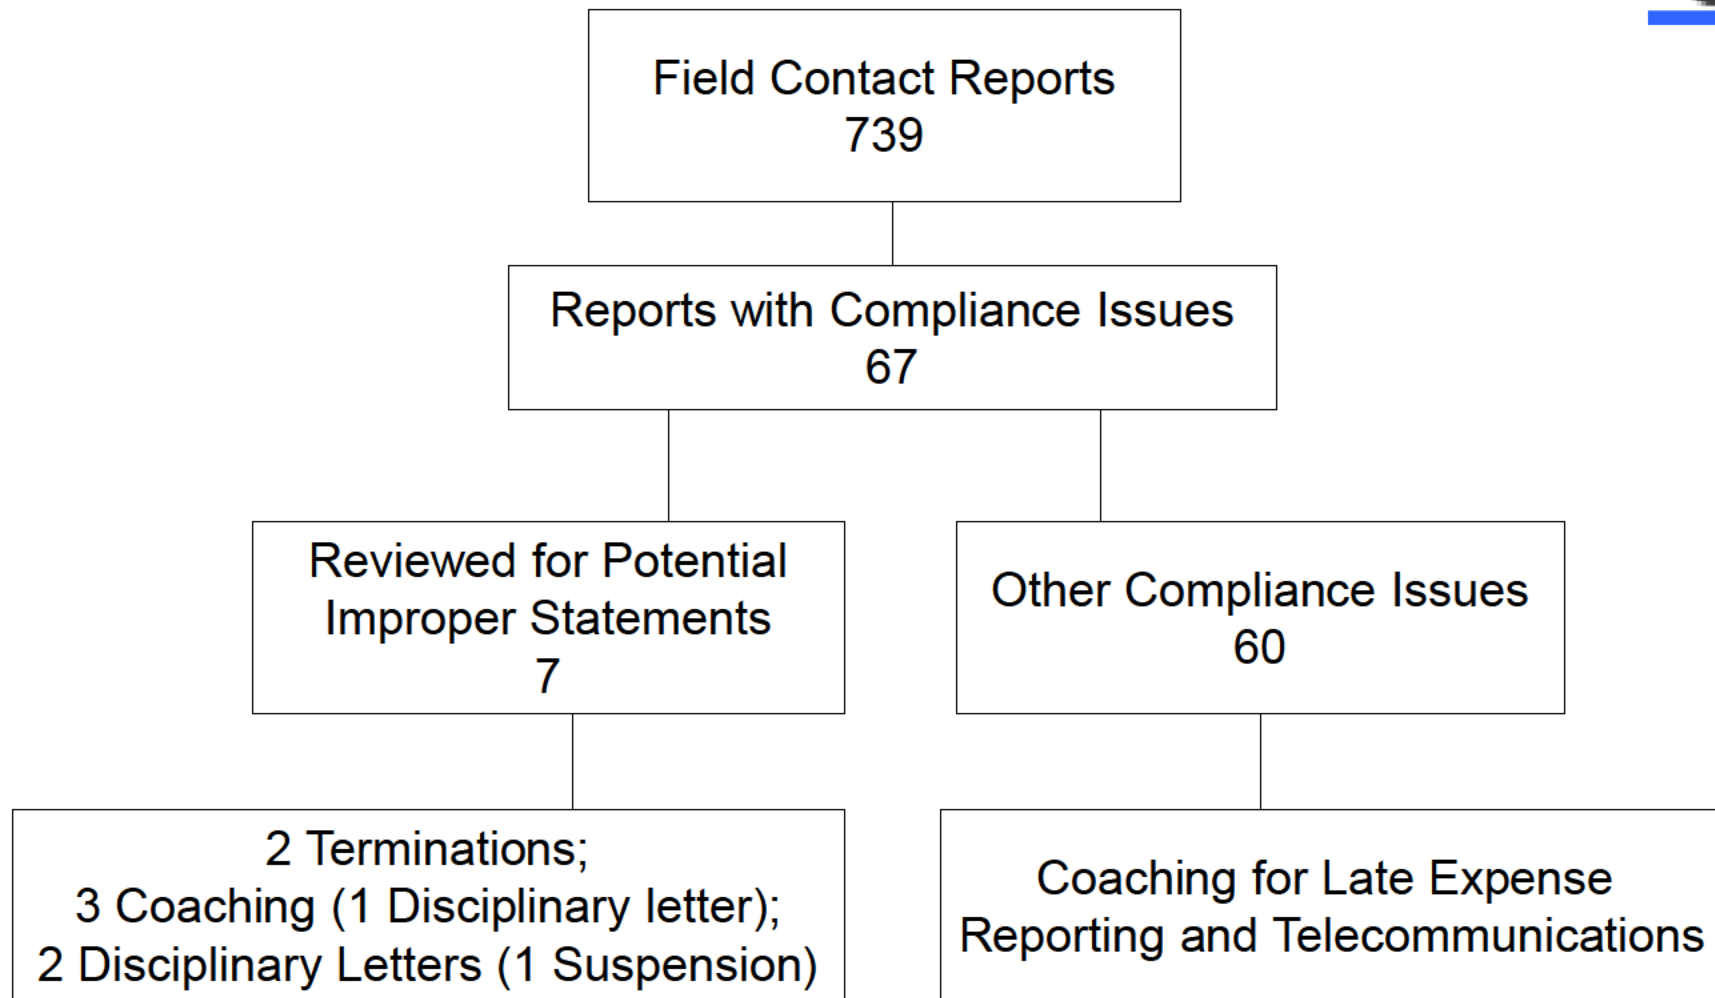 Field Contact Reports
739
Reports with Compliance Issues
67
Reviewed for Potential
Improper Statements
7
Other Compliance Issues
60
2 Terminations;
3 Coaching (1 Disciplinary letter);
2 Disciplinary Letters (1 Suspension)
Coaching for Late Expense
Reporting and Telecommunications